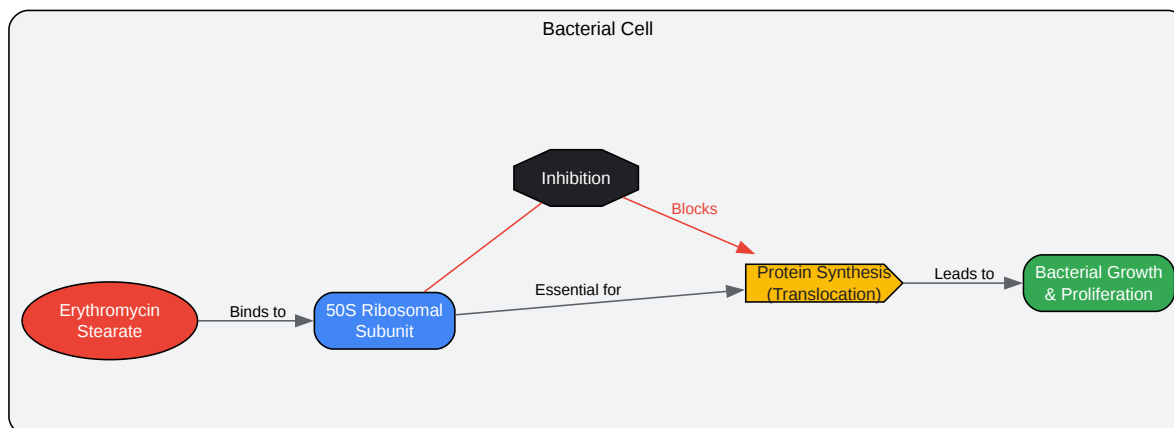 Bacterial Cell
Inhibition
Blocks
Protein Synthesis
(Translocation)
Leads to
Bacterial Growth
& Proliferation
Essential for
Erythromycin
Stearate
Binds to
50S Ribosomal
Subunit